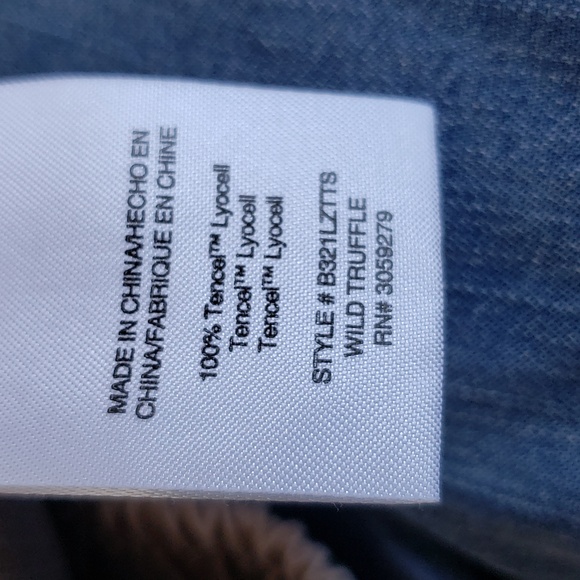 MADE IN CHINA/HECHO EN
CHINA/FABRIQUE EN CHINE
100% Tencel™ Lyocell
Tencel™ Lyocell
Tencel™ Lyocell
STYLE # B321LZTTS
WILD TRUFFLE
RN# 3059279